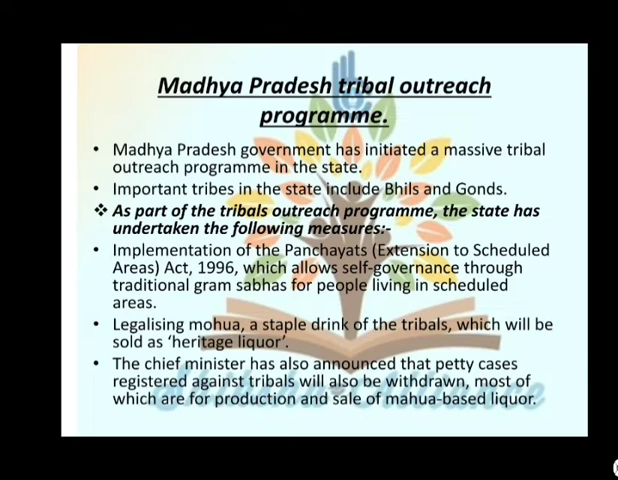 Madhya Pradesh tribal outreach
programme.
• Madhya Pradesh government has initiated a massive tribal
outreach programme in the state.
• Important tribes in the state include Bhils and Gonds.
❖ As part of the tribals outreach programme, the state has
undertaken the following measures:-
• Implementation of the Panchayats (Extension to Scheduled
Areas) Act, 1996, which allows self-governance through
traditional gram sabhas for people living in scheduled
areas.
• Legalising mohua, a staple drink of the tribals, which will be
sold as ‘heritage liquor’.
• The chief minister has also announced that petty cases
registered against tribals will also be withdrawn, most of
which are for production and sale of mahua-based liquor.